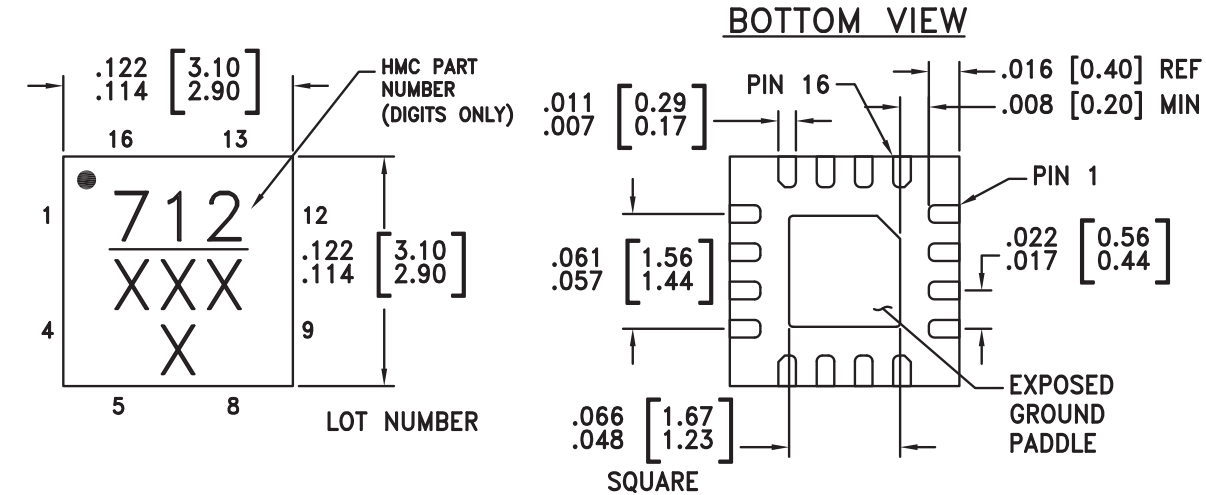 BOTTOM VIEW
.122 [3.10]
.114 [2.90]
HMC PART
NUMBER
(DIGITS ONLY)
16 13
1
4
712
XXX
X
12
9
.122 [3.10]
.114 [2.90]
5 8
LOT NUMBER
.016 [0.40] REF
.008 [0.20] MIN
PIN 16
.011 [0.29]
.007 [0.17]
PIN 1
.061 [1.56]
.057 [1.44]
.022 [0.56]
.017 [0.44]
.066 [1.67]
.048 [1.23]
SQUARE
EXPOSED
GROUND
PADDLE